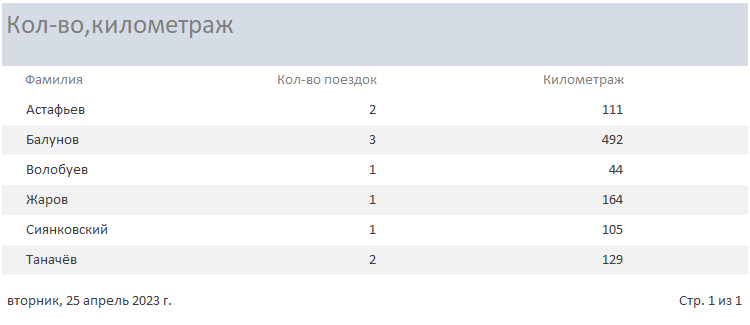 Кол-во,километраж
Фамилия Кол-во поездок Километраж
Астафьев 2 111
Балунов 3 492
Волобуев 1 44
Жаров 1 164
Сиянковский 1 105
Таначёв 2 129
вторник, 25 апрель 2023 г. Стр. 1 из 1